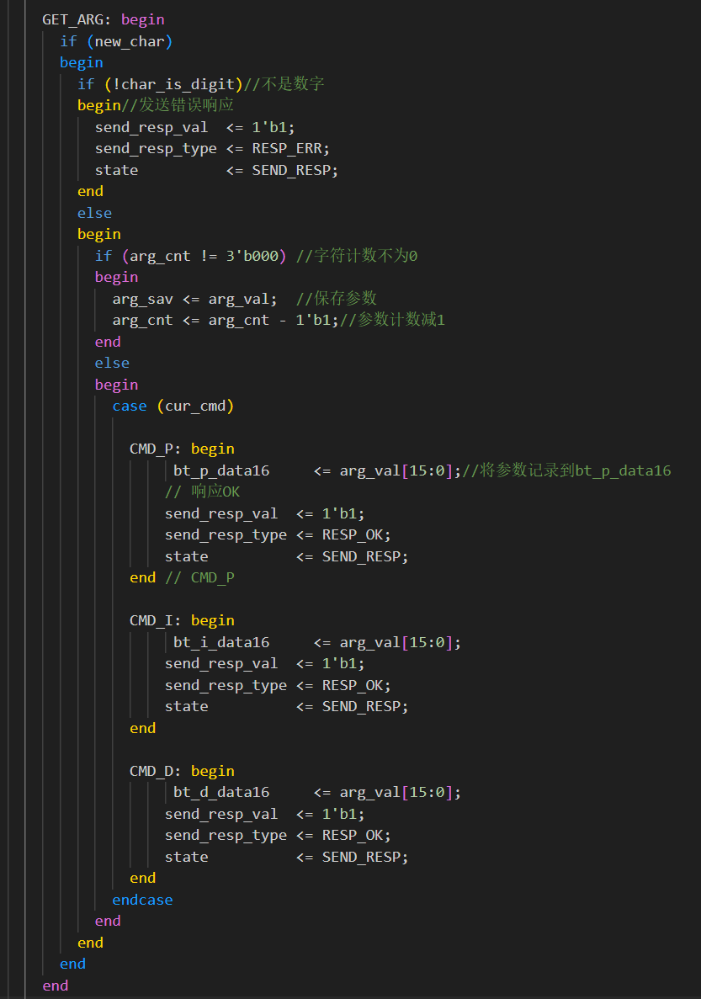 GET_ARG: begin
if (new_char)
begin
if (!char_is_digit)//不是数字
begin//发送错误响应
send_resp_val <= 1'b1;
send_resp_type <= RESP_ERR;
state <= SEND_RESP;
end
else
begin
if (arg_cnt != 3'b000) //字符计数不为0
begin
arg_sav <= arg_val; //保存参数
arg_cnt <= arg_cnt - 1'b1;//参数计数减1
end
else
begin
case (cur_cmd)
CMD_P: begin
bt_p_data16 <= arg_val[15:0];//将参数记录到bt_p_data16
// 响应OK
send_resp_val <= 1'b1;
send_resp_type <= RESP_OK;
state <= SEND_RESP;
end // CMD_P
CMD_I: begin
bt_i_data16 <= arg_val[15:0];
send_resp_val <= 1'b1;
send_resp_type <= RESP_OK;
state <= SEND_RESP;
end
CMD_D: begin
bt_d_data16 <= arg_val[15:0];
send_resp_val <= 1'b1;
send_resp_type <= RESP_OK;
state <= SEND_RESP;
end
endcase
end
end
end
end